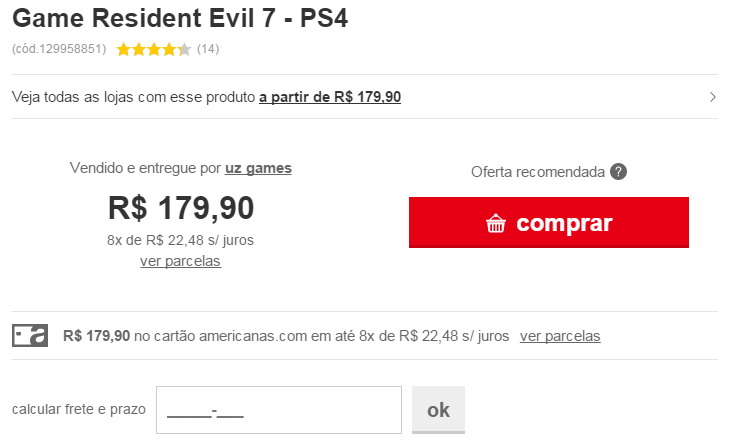 Game Resident Evil 7 - PS4
(cód.129958851) (14)
Veja todas as lojas com esse produto a partir de R$ 179,90
Vendido e entregue por uz games
R$ 179,90
8x de R$ 22,48 s/ juros
ver parcelas
Oferta recomendada ?
comprar
a R$ 179,90 no cartão americanas.com em até 8x de R$ 22,48 s/ juros ver parcelas
calcular frete e prazo _____-___ ok